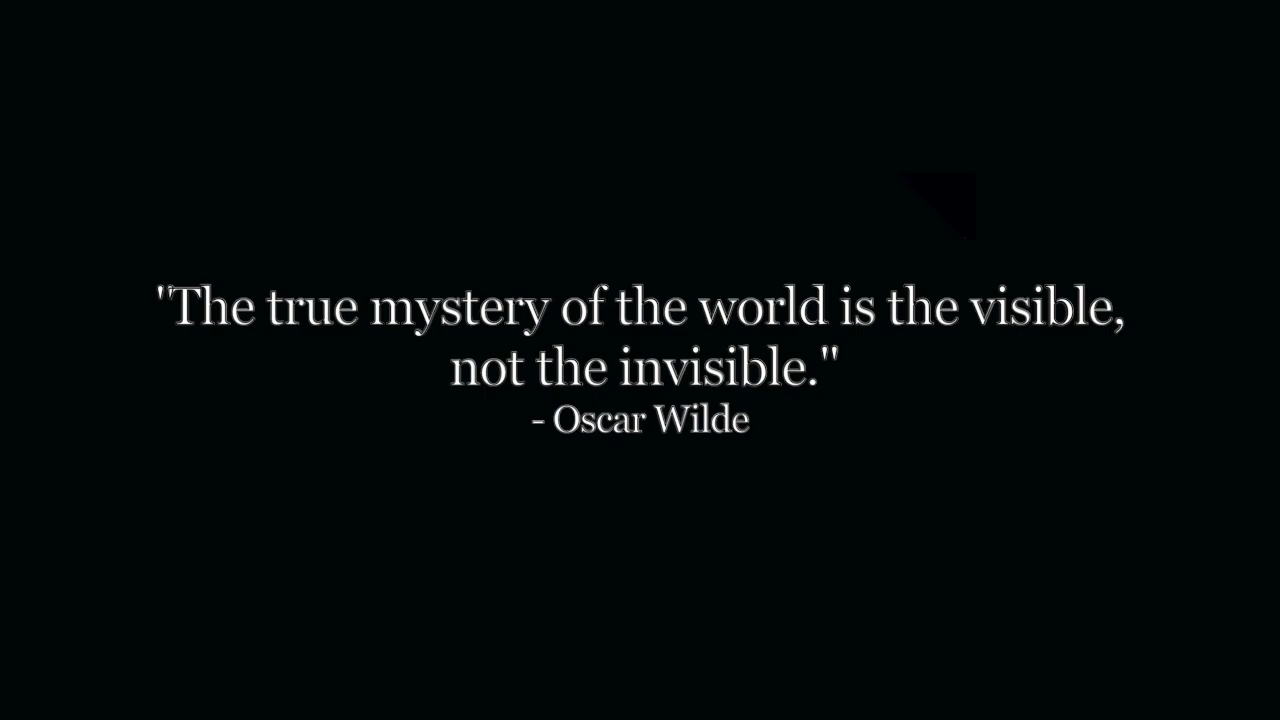 "The true mystery of the world is the visible,
not the invisible."
- Oscar Wilde